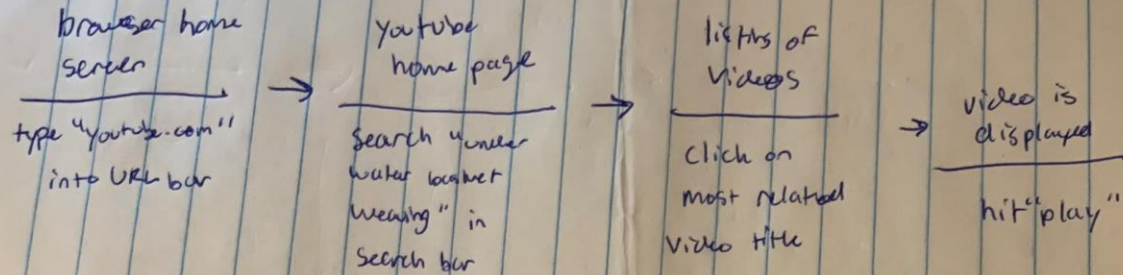 browser home
screen
type "youtube.com"
into URL bar
youtube
home page
Search "under
water basket
weaving" in
Search bar
listings of
videos
Click on
most related
video title
video is
displayed
hit "play"